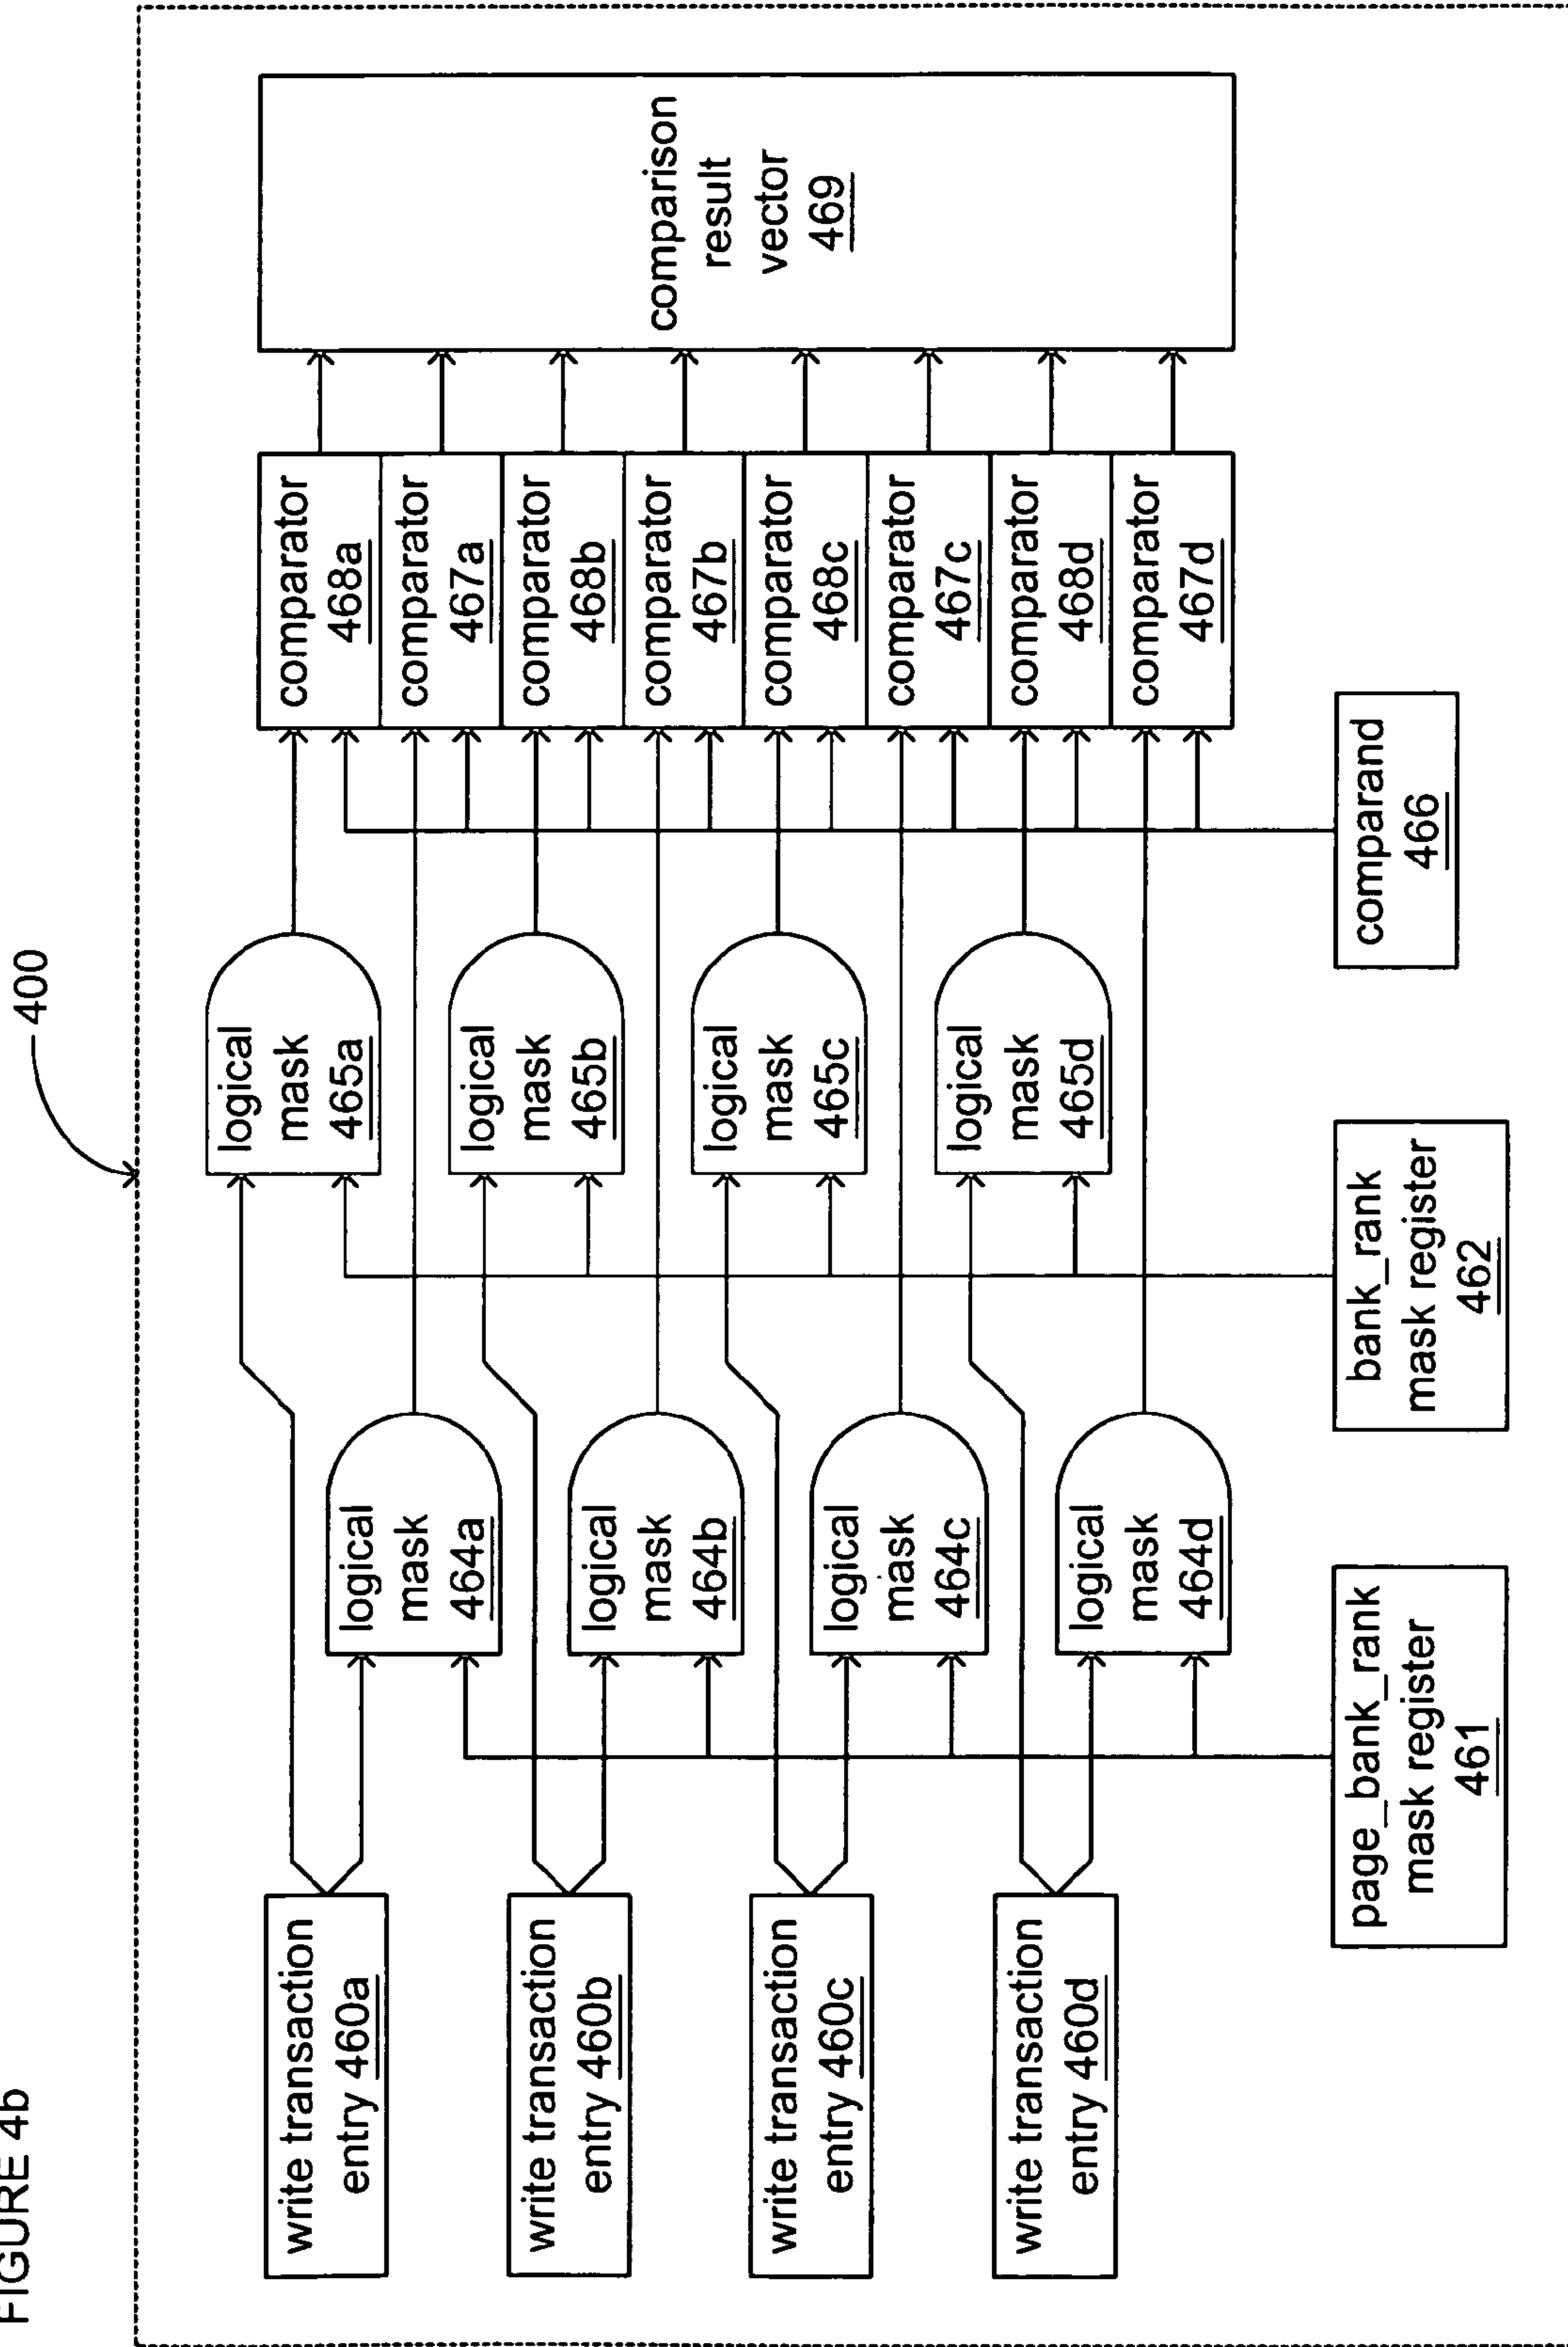 FIGURE 4b
400
write transaction
entry 460a
write transaction
entry 460b
write transaction
entry 460c
write transaction
entry 460d
logical
mask
464a
logical
mask
464b
logical
mask
464c
logical
mask
464d
logical
mask
465a
logical
mask
465b
logical
mask
465c
logical
mask
465d
comparator
468a
comparator
467a
comparator
468b
comparator
467b
comparator
468c
comparator
467c
comparator
468d
comparator
467d
comparison
result
vector
469
page_bank_rank
mask register
461
bank_rank
mask register
462
comparand
466